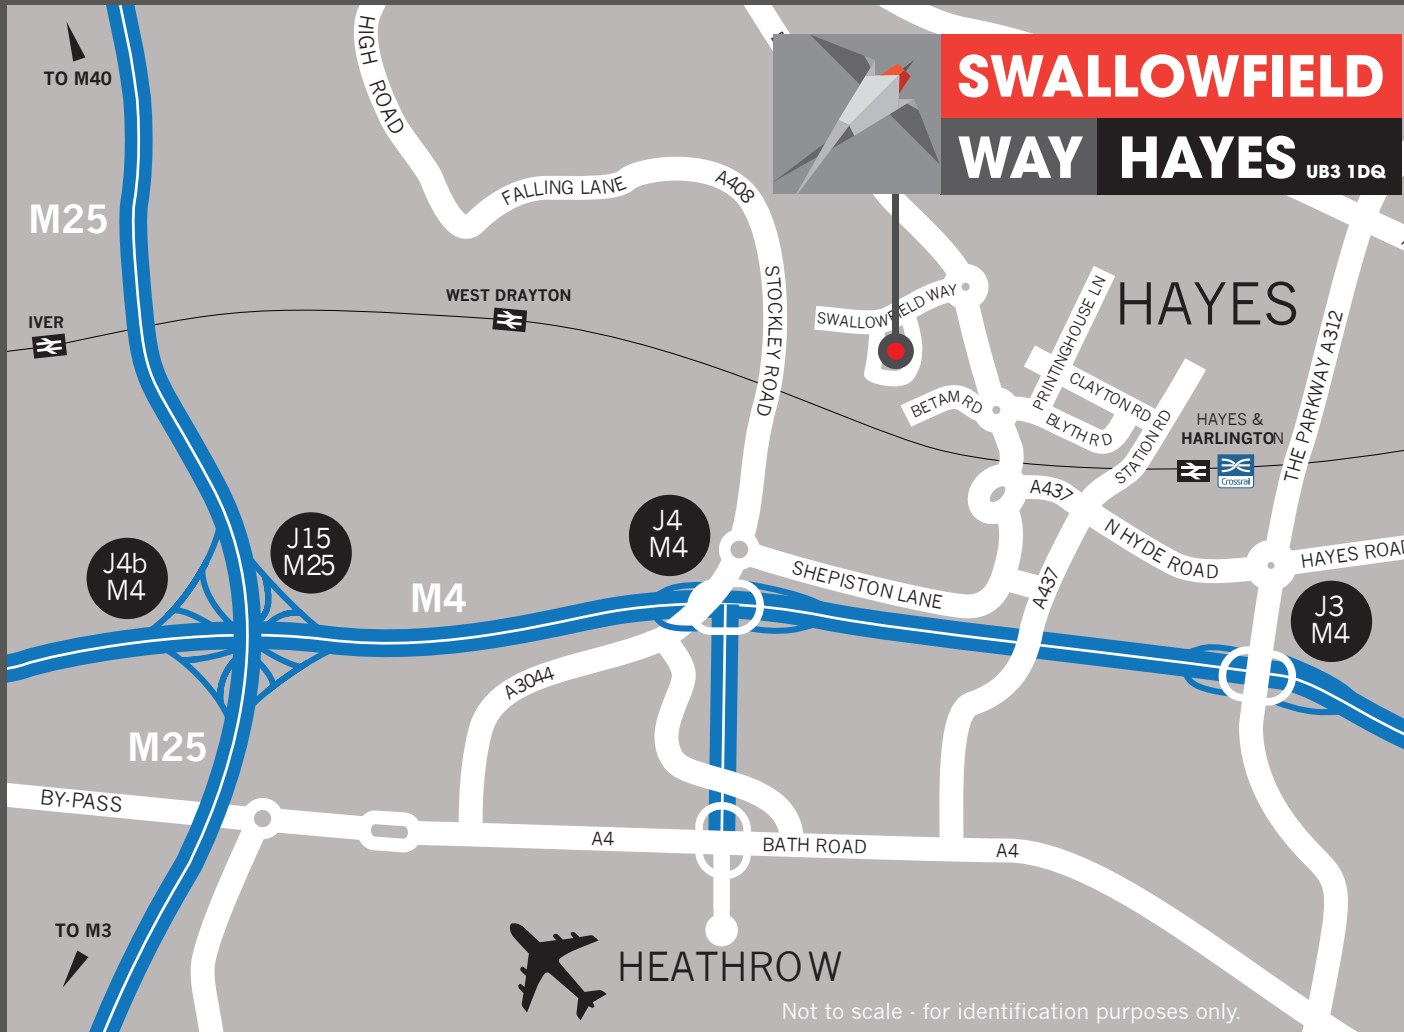 TO M40
HIGH ROAD
SWALLOWFIELD
WAY HAYES UB3 1DQ
M25
FALLING LANE
A408
STOCKLEY ROAD
IVER
WEST DRAYTON
SWALLOWFIELD WAY
HAYES
PRINTINGHOUSE LN
CLAYTON RD
BETAM RD
BLYTH RD
STATION RD
HAYES &
HARLINGTON
Crossrail
THE PARKWAY A312
A437
N HYDE ROAD
HAYES ROAD
J4b
M4
J15
M25
J4
M4
SHEPISTON LANE
A437
J3
M4
M4
A3044
M25
BY-PASS
A4
BATH ROAD
A4
TO M3
HEATHROW
Not to scale - for identification purposes only.